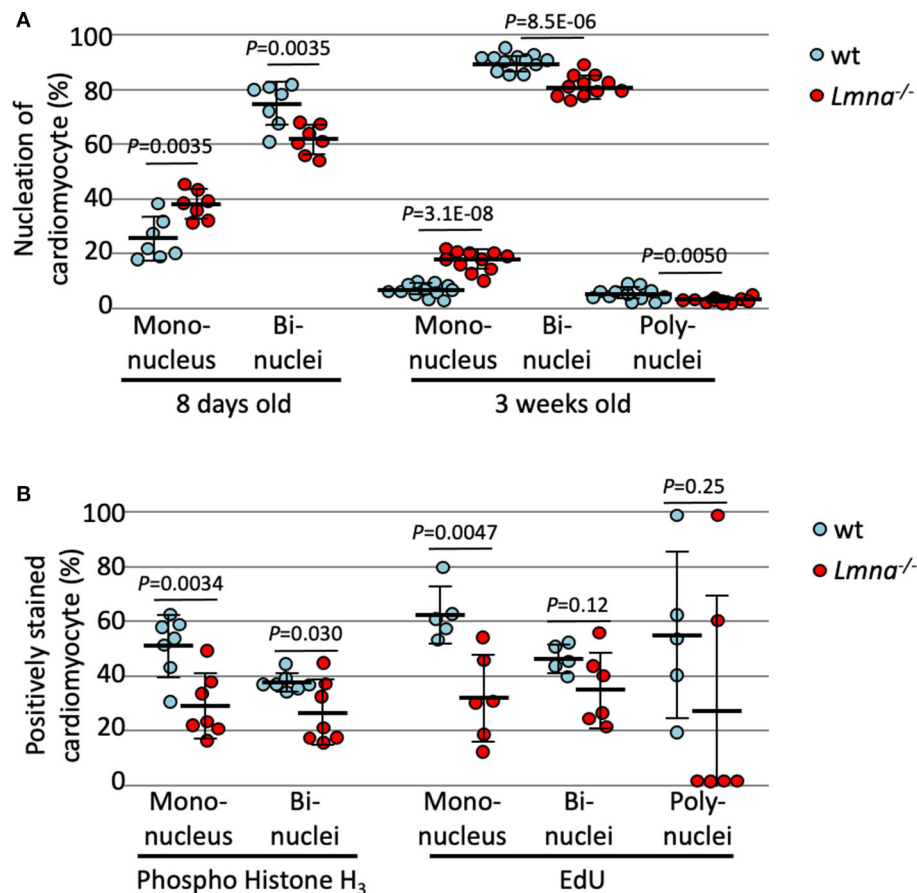 A
Nucleation of
cardiomyocyte (%)
100
80
60
40
20
0
P=0.0035
P=0.0035
P=8.5E-06
P=3.1E-08
P=0.0050
wt
Lmna-/-
Mono-
nucleus
Bi-
nuclei
Mono-
nucleus
Bi-
nuclei
Poly-
nuclei
8 days old
3 weeks old
B
Positively stained
cardiomyocyte (%)
100
80
60
40
20
0
P=0.0034
P=0.030
P=0.0047
P=0.12
P=0.25
wt
Lmna-/-
Mono-
nucleus
Bi-
nuclei
Mono-
nucleus
Bi-
nuclei
Poly-
nuclei
Phospho Histone H3
EdU